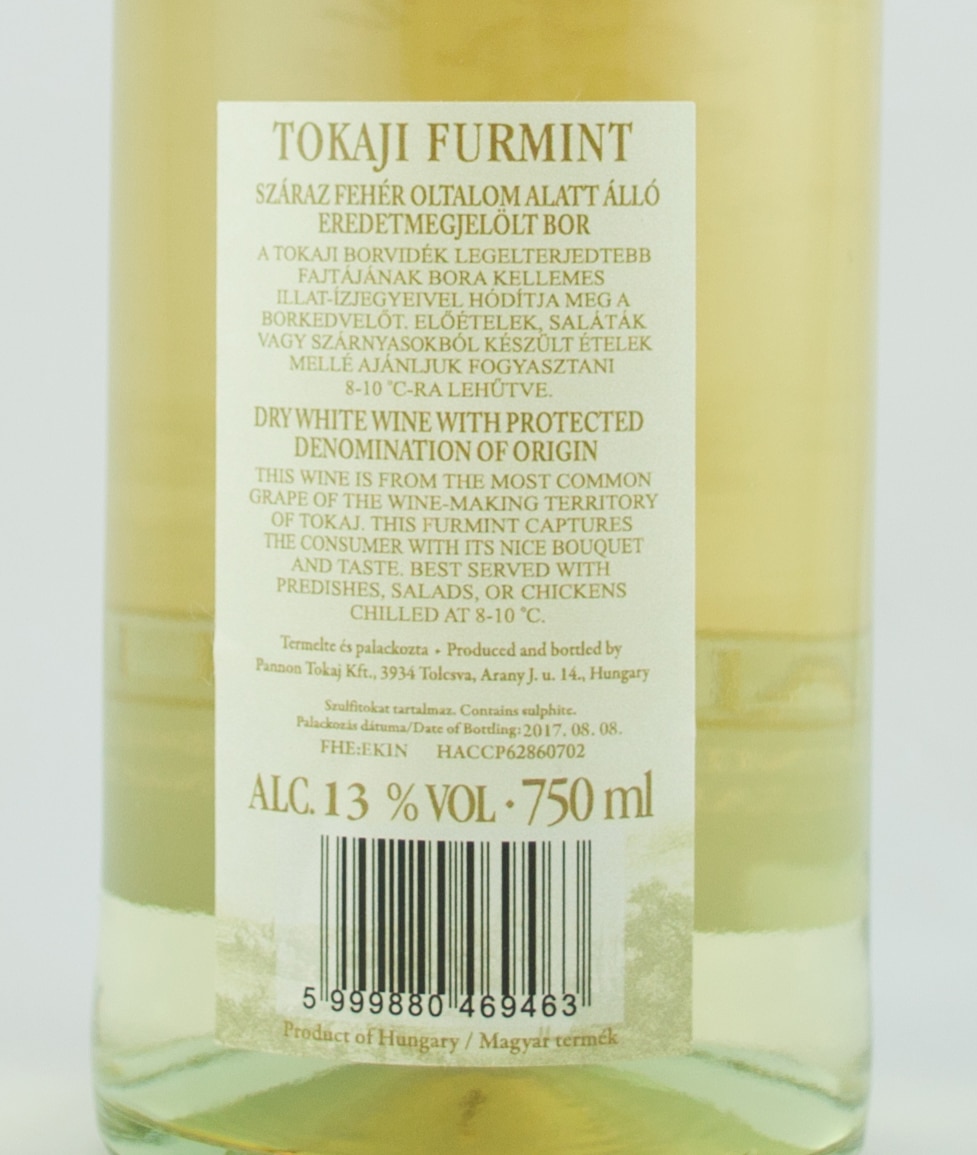 TOKAJI FURMINT
SZÁRAZ FEHÉR OLTALOM ALATT ÁLLÓ
EREDETMEGJELÖLT BOR
A TOKAJI BORVIDÉK LEGELTERJEDTEBB
FAJTÁJÁNAK BORA KELLEMES
ILLAT-ÍZJEGYEIVEL HÓDÍTJA MEG A
BORKEDVELŐT. ELŐÉTELEK, SALÁTÁK
VAGY SZÁRNYASOKBÓL KÉSZÜLT ÉTELEK
MELLÉ AJÁNLJUK FOGYASZTANI
8-10 °C-RA LEHŰTVE.
DRY WHITE WINE WITH PROTECTED
DENOMINATION OF ORIGIN
THIS WINE IS FROM THE MOST COMMON
GRAPE OF THE WINE-MAKING TERRITORY
OF TOKAJ. THIS FURMINT CAPTURES
THE CONSUMER WITH ITS NICE BOUQUET
AND TASTE. BEST SERVED WITH
PREDISHES, SALADS, OR CHICKENS
CHILLED AT 8-10 °C.
Termelte és palackozta • Produced and bottled by
Pannon Tokaj Kft., 3934 Tolcsva, Arany J. u. 14., Hungary
Szulfitokat tartalmaz. Contains sulphite.
Palackozás dátuma/Date of Bottling: 2017. 08. 08.
FHE:EKIN HACCP62860702
ALC. 13 % VOL · 750 ml
5 999880 469463
Product of Hungary / Magyar termék